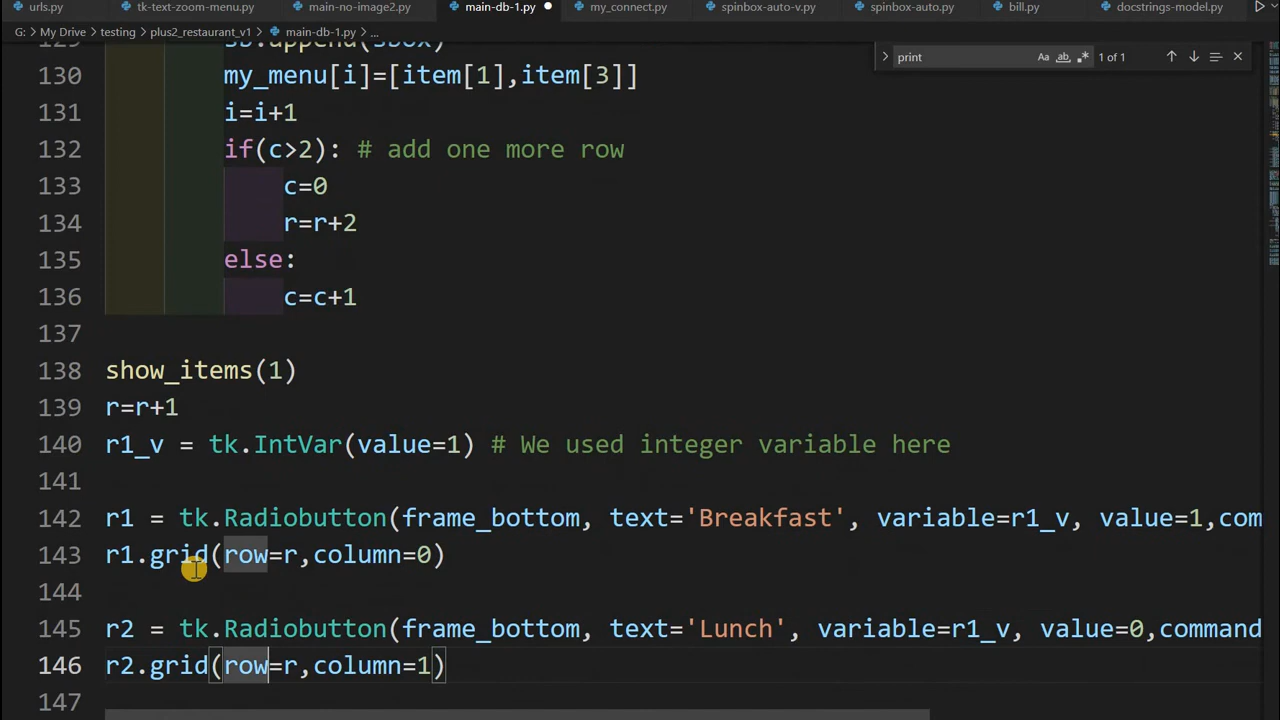 urls.py tk-text-zoom-menu.py main-no-image2.py main-db-1.py my_connect.py spinbox-auto-v.py spinbox-auto.py bill.py docstrings-model.py
G: > My Drive > testing > plus2_restaurant_v1 > main-db-1.py > ...
print Aa ab .* 1 of 1
129 sb.append(sbox)
130 my_menu[i]=[item[1],item[3]]
131 i=i+1
132 if(c>2): # add one more row
133 c=0
134 r=r+2
135 else:
136 c=c+1
137
138 show_items(1)
139 r=r+1
140 r1_v = tk.IntVar(value=1) # We used integer variable here
141
142 r1 = tk.Radiobutton(frame_bottom, text='Breakfast', variable=r1_v, value=1,com
143 r1.grid(row=r,column=0)
144
145 r2 = tk.Radiobutton(frame_bottom, text='Lunch', variable=r1_v, value=0,command
146 r2.grid(row=r,column=1)
147